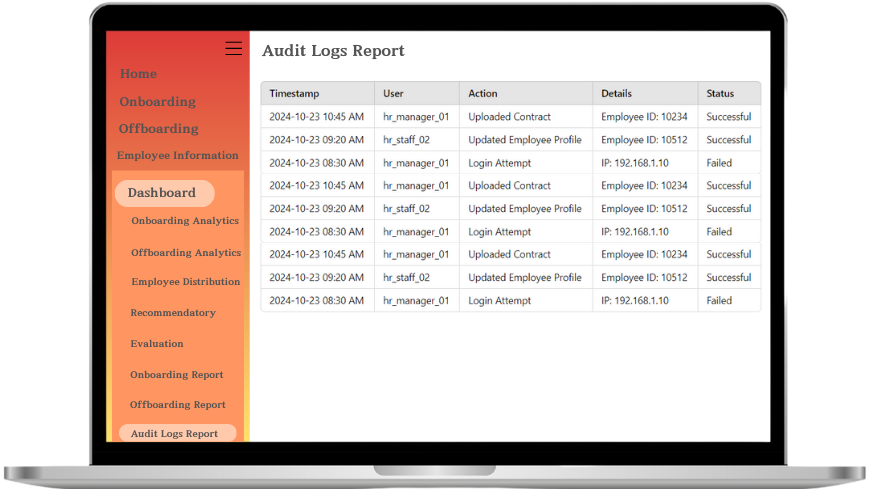 Home
Onboarding
Offboarding
Employee Information
Dashboard
Onboarding Analytics
Offboarding Analytics
Employee Distribution
Recommendatory
Evaluation
Onboarding Report
Offboarding Report
Audit Logs Report
Audit Logs Report
Timestamp User Action Details Status
2024-10-23 10:45 AM hr_manager_01 Uploaded Contract Employee ID: 10234 Successful
2024-10-23 09:20 AM hr_staff_02 Updated Employee Profile Employee ID: 10512 Successful
2024-10-23 08:30 AM hr_manager_01 Login Attempt IP: 192.168.1.10 Failed
2024-10-23 10:45 AM hr_manager_01 Uploaded Contract Employee ID: 10234 Successful
2024-10-23 09:20 AM hr_staff_02 Updated Employee Profile Employee ID: 10512 Successful
2024-10-23 08:30 AM hr_manager_01 Login Attempt IP: 192.168.1.10 Failed
2024-10-23 10:45 AM hr_manager_01 Uploaded Contract Employee ID: 10234 Successful
2024-10-23 09:20 AM hr_staff_02 Updated Employee Profile Employee ID: 10512 Successful
2024-10-23 08:30 AM hr_manager_01 Login Attempt IP: 192.168.1.10 Failed